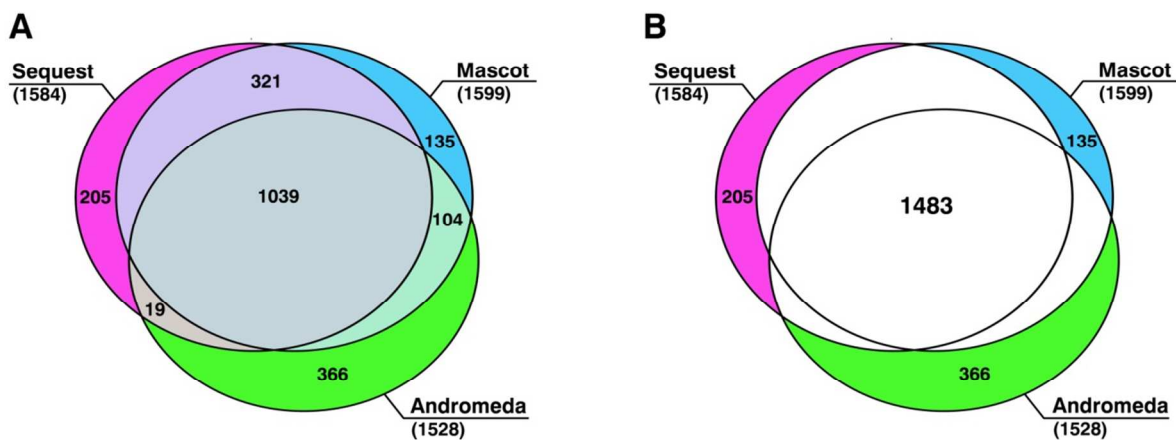 A
Sequest
(1584)
Mascot
(1599)
321
135
205
1039
104
19
366
Andromeda
(1528)
B
Sequest
(1584)
Mascot
(1599)
135
205
1483
366
Andromeda
(1528)